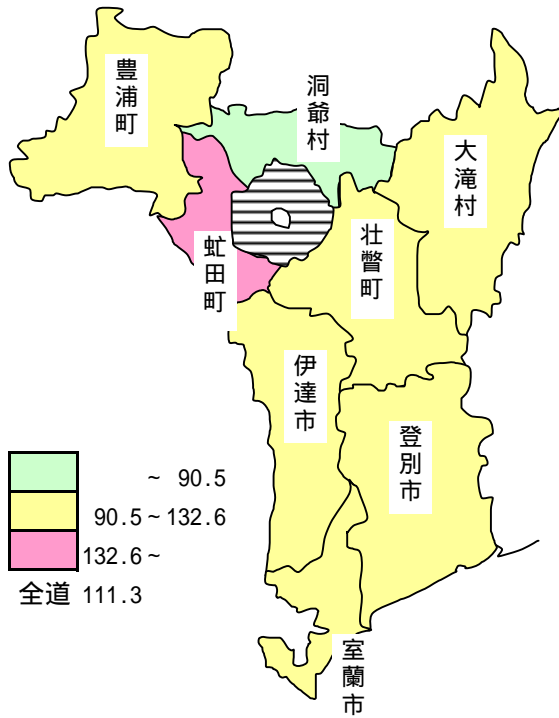 豊浦町
洞爺村
大滝村
虻田町
壮瞥町
伊達市
登別市
室蘭市
~ 90.5
90.5~132.6
132.6~
全道 111.3